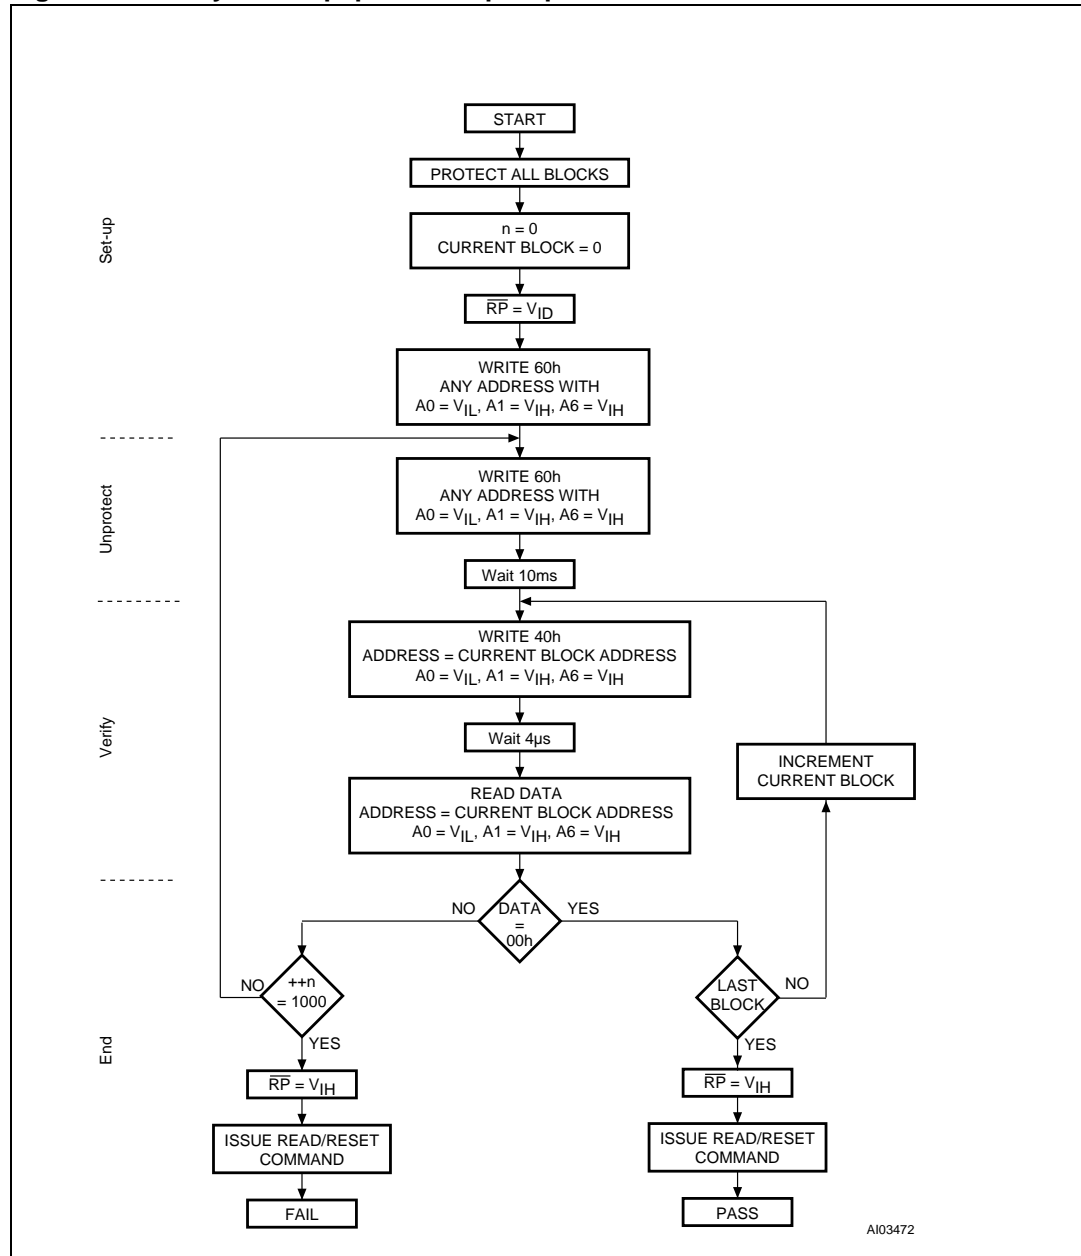 START
PROTECT ALL BLOCKS
Set-up
n = 0
CURRENT BLOCK = 0
RP = VID
WRITE 60h
ANY ADDRESS WITH
A0 = VIL, A1 = VIH, A6 = VIH
Unprotect
WRITE 60h
ANY ADDRESS WITH
A0 = VIL, A1 = VIH, A6 = VIH
Wait 10ms
Verify
WRITE 40h
ADDRESS = CURRENT BLOCK ADDRESS
A0 = VIL, A1 = VIH, A6 = VIH
Wait 4µs
INCREMENT
CURRENT BLOCK
READ DATA
ADDRESS = CURRENT BLOCK ADDRESS
A0 = VIL, A1 = VIH, A6 = VIH
End
NO
DATA
=
00h
YES
NO
++n
= 1000
YES
LAST
BLOCK
NO
YES
RP = VIH
RP = VIH
ISSUE READ/RESET
COMMAND
ISSUE READ/RESET
COMMAND
FAIL
PASS
AI03472